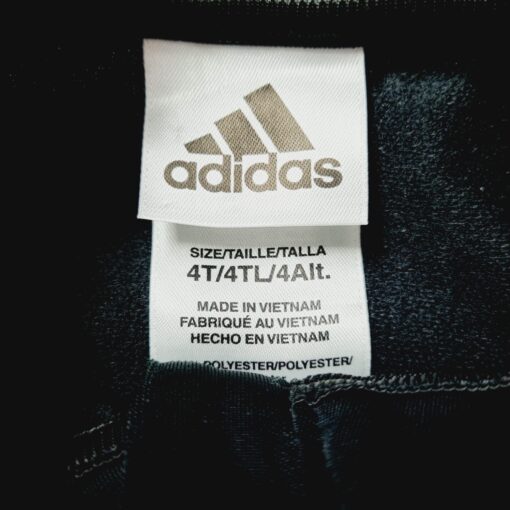 adidas
SIZE/TAILLE/TALLA
4T/4TL/4Alt.
MADE IN VIETNAM
FABRIQUÉ AU VIETNAM
HECHO EN VIETNAM
POLYESTER/POLYESTER/